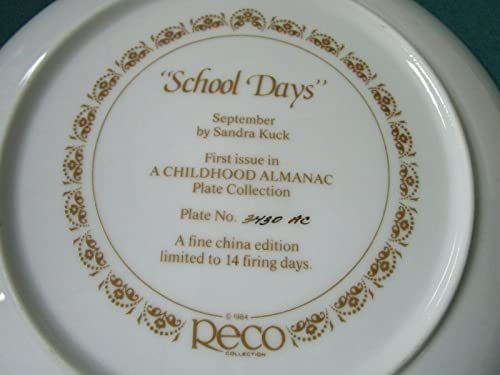 "School Days"
September
by Sandra Kuck
First issue in
A CHILDHOOD ALMANAC
Plate Collection
Plate No. 3430 AC
A fine china edition
limited to 14 firing days.
© 1984
Reco
COLLECTION